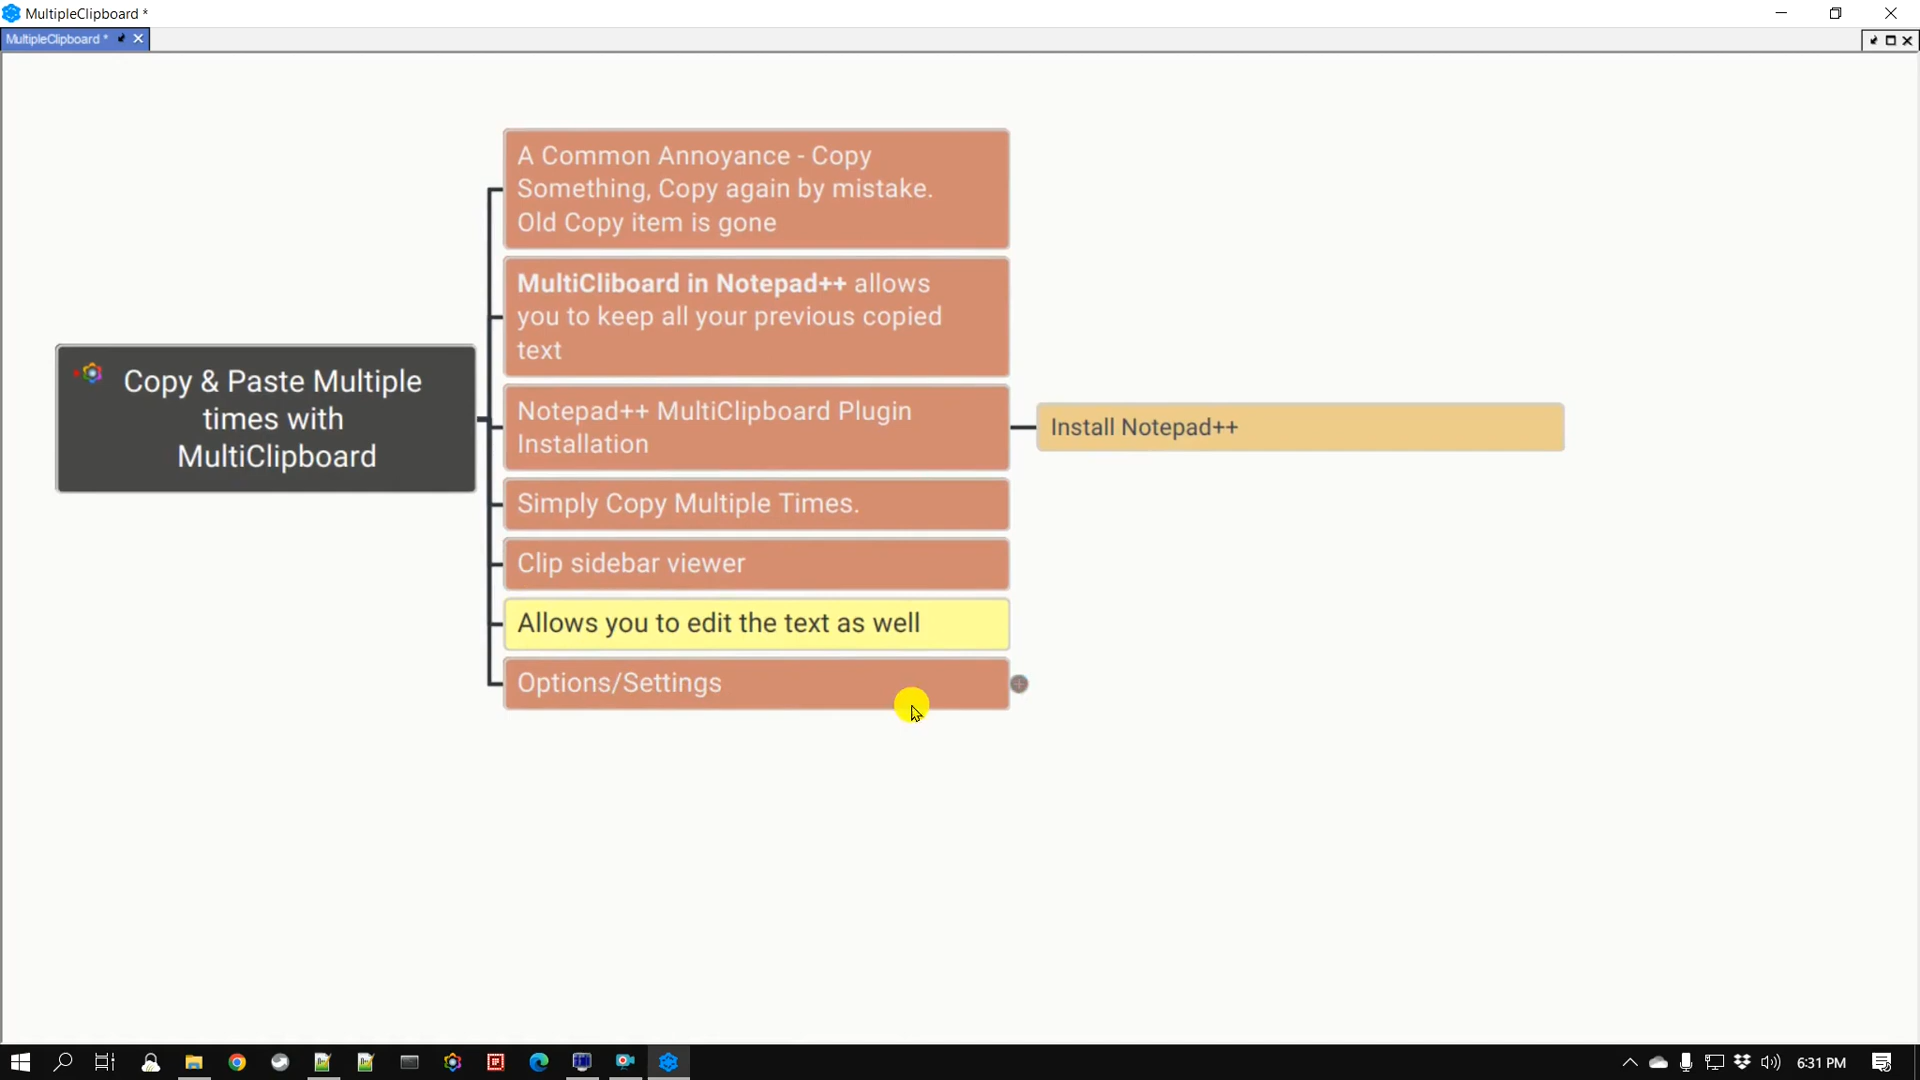 MultipleClipboard *
MultipleClipboard *
A Common Annoyance - Copy
Something, Copy again by mistake.
Old Copy item is gone
MultiCliboard in Notepad++ allows
you to keep all your previous copied
text
Copy & Paste Multiple
times with
MultiClipboard
Notepad++ MultiClipboard Plugin
Installation
Install Notepad++
Simply Copy Multiple Times.
Clip sidebar viewer
Allows you to edit the text as well
Options/Settings
6:31 PM